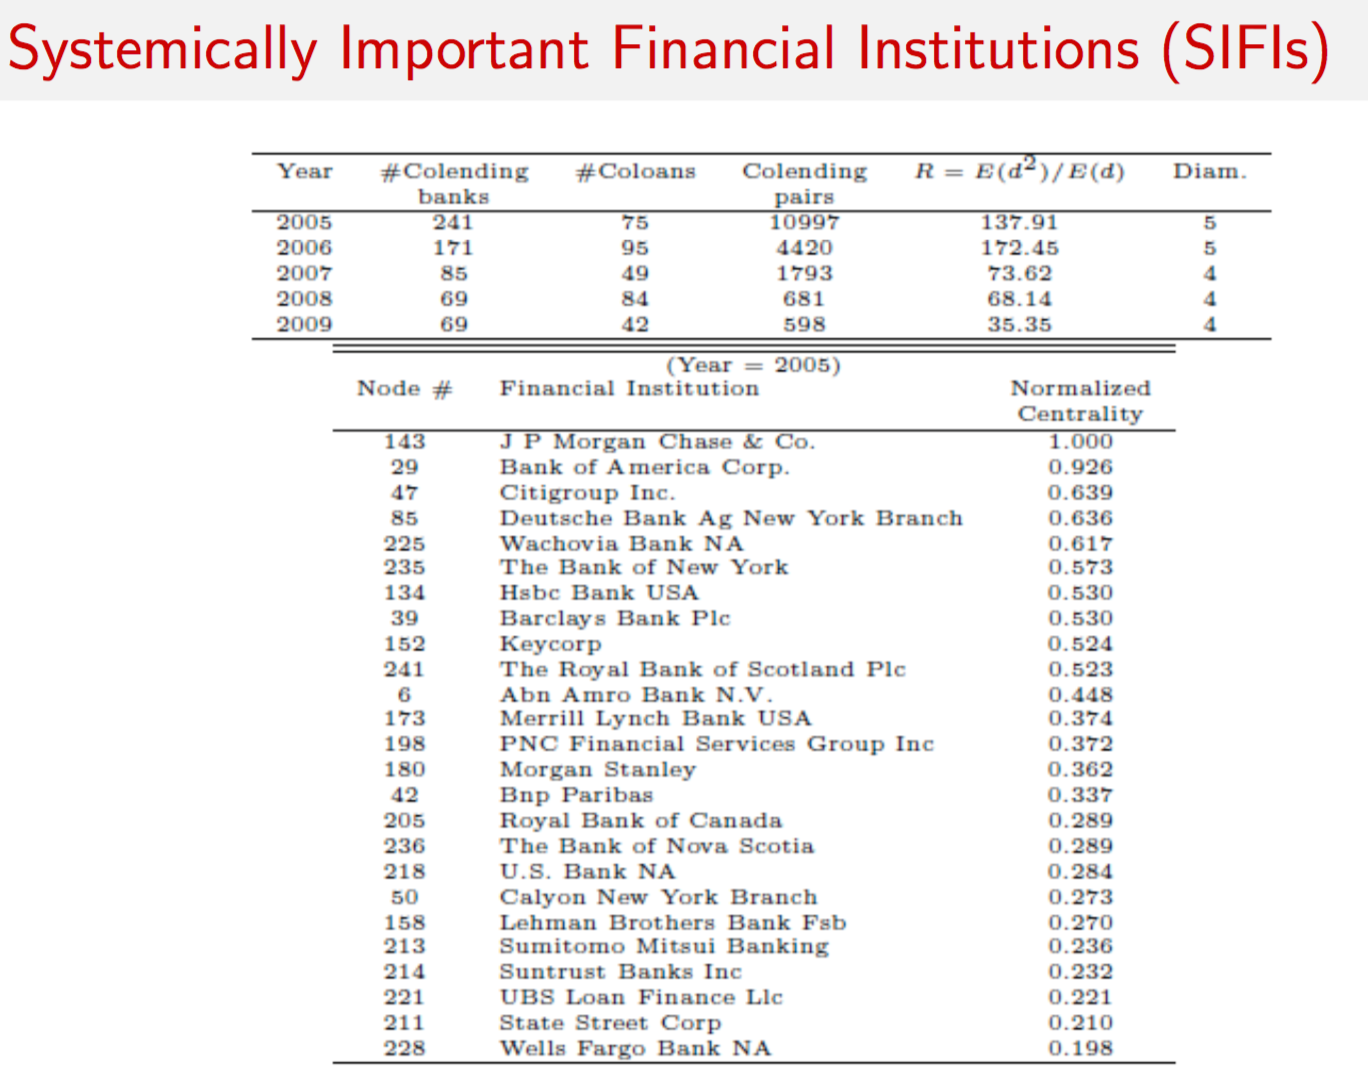 Systemically Important Financial Institutions (SIFIs)
Year #Colending banks #Coloans Colending pairs R = E(d²)/E(d) Diam.
2005 241 75 10997 137.91 5
2006 171 95 4420 172.45 5
2007 85 49 1793 73.62 4
2008 69 84 681 68.14 4
2009 69 42 598 35.35 4
(Year = 2005)
Node # Financial Institution Normalized Centrality
143 J P Morgan Chase & Co. 1.000
29 Bank of America Corp. 0.926
47 Citigroup Inc. 0.639
85 Deutsche Bank Ag New York Branch 0.636
225 Wachovia Bank NA 0.617
235 The Bank of New York 0.573
134 Hsbc Bank USA 0.530
39 Barclays Bank Plc 0.530
152 Keycorp 0.524
241 The Royal Bank of Scotland Plc 0.523
6 Abn Amro Bank N.V. 0.448
173 Merrill Lynch Bank USA 0.374
198 PNC Financial Services Group Inc 0.372
180 Morgan Stanley 0.362
42 Bnp Paribas 0.337
205 Royal Bank of Canada 0.289
236 The Bank of Nova Scotia 0.289
218 U.S. Bank NA 0.284
50 Calyon New York Branch 0.273
158 Lehman Brothers Bank Fsb 0.270
213 Sumitomo Mitsui Banking 0.236
214 Suntrust Banks Inc 0.232
221 UBS Loan Finance Llc 0.221
211 State Street Corp 0.210
228 Wells Fargo Bank NA 0.198